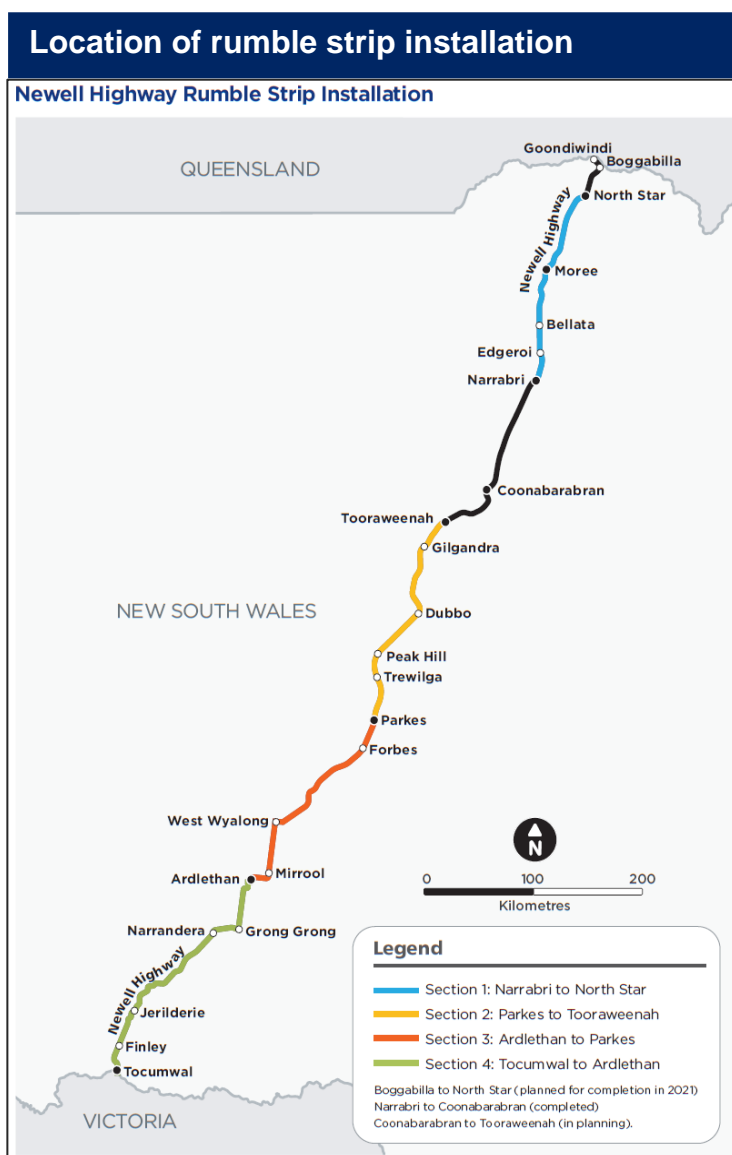 Location of rumble strip installation
Newell Highway Rumble Strip Installation
Goondiwindi
QUEENSLAND
Boggabilla
North Star
Newell Highway
Moree
Bellata
Edgeroi
Narrabri
Coonabarabran
Tooraweenah
Gilgandra
NEW SOUTH WALES
Dubbo
Peak Hill
Trewilga
Parkes
Forbes
West Wyalong
N
Mirrool
Ardlethan
0 100 200
Kilometres
Narrandera
Grong Grong
Newell Highway
Jerilderie
Finley
Tocumwal
VICTORIA
Legend
Section 1: Narrabri to North Star
Section 2: Parkes to Tooraweenah
Section 3: Ardlethan to Parkes
Section 4: Tocumwal to Ardlethan
Boggabilla to North Star (planned for completion in 2021)
Narrabri to Coonabarabran (completed)
Coonabarabran to Tooraweenah (in planning).